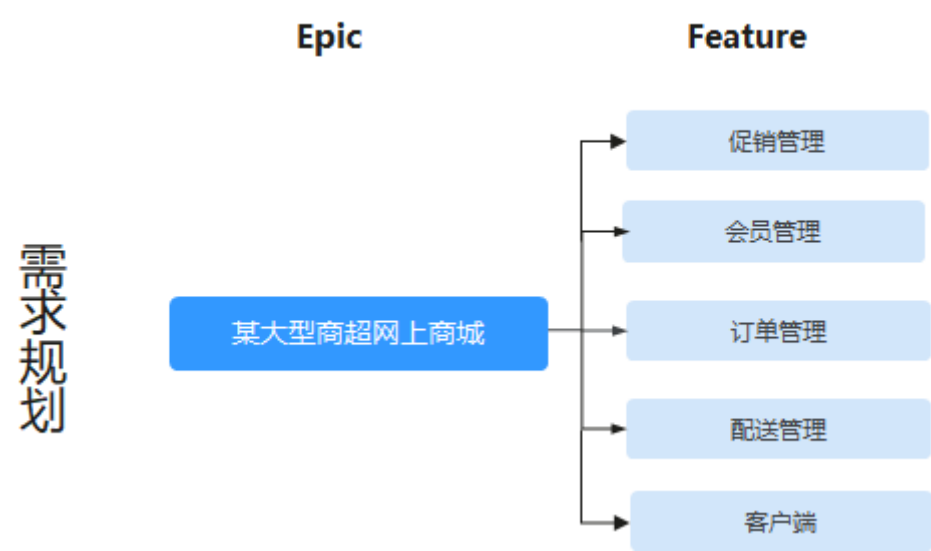 Epic
Feature
需求规划
某大型商超网上商城
促销管理
会员管理
订单管理
配送管理
客户端